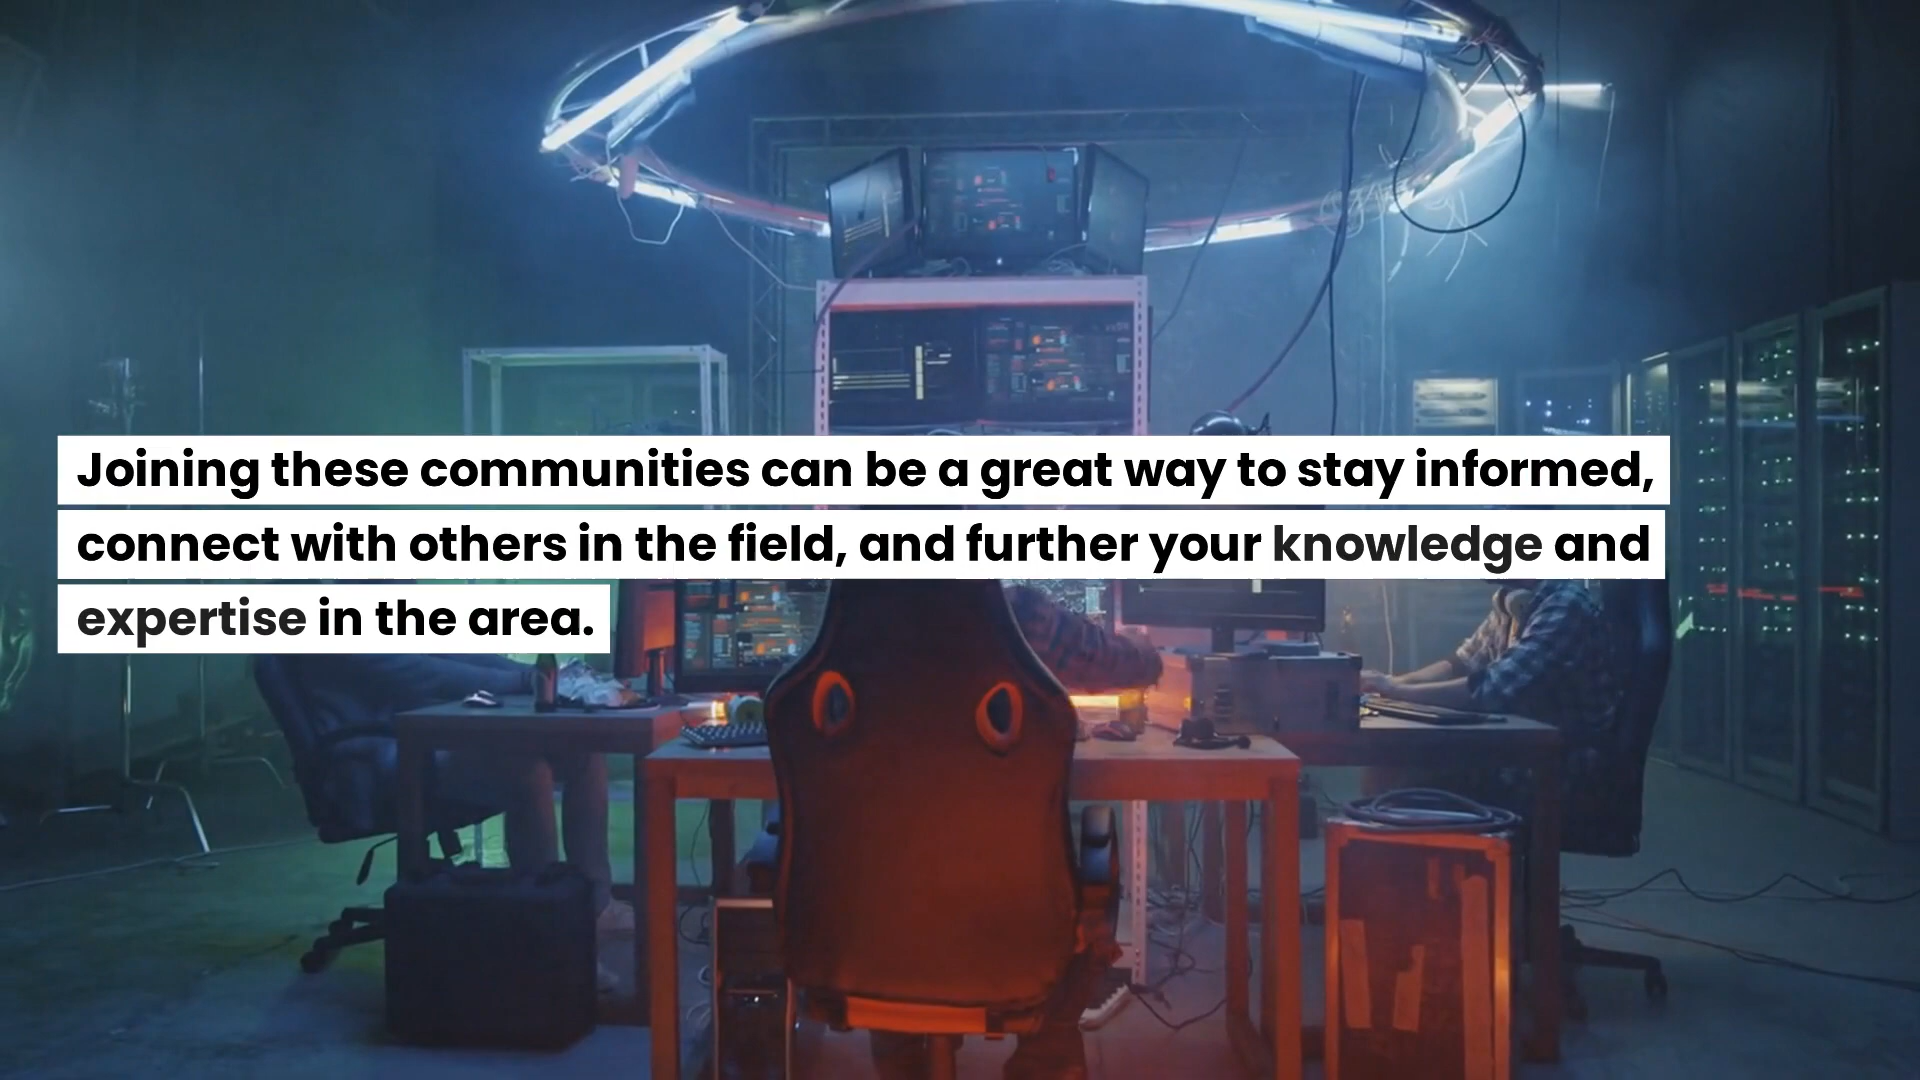 Joining these communities can be a great way to stay informed,
connect with others in the field, and further your knowledge and
expertise in the area.